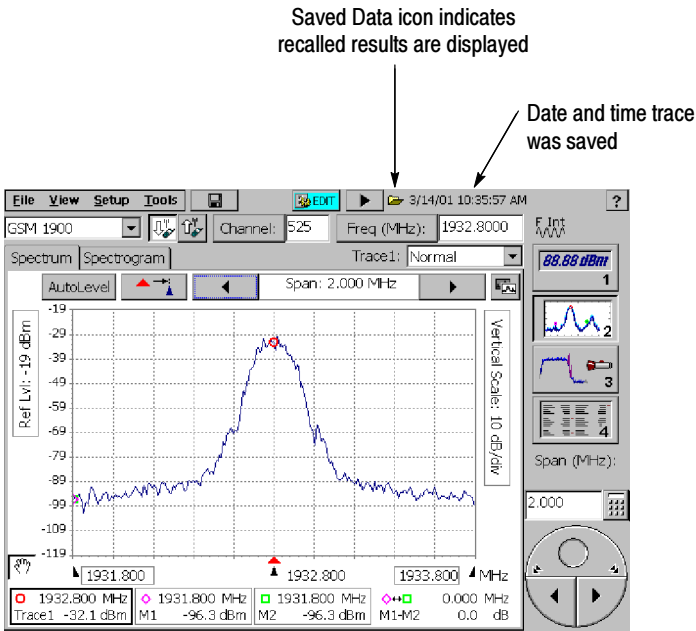 Saved Data icon indicates
recalled results are displayed
Date and time trace
was saved
File View Setup Tools EDIT 3/14/01 10:35:57 AM ?
GSM 1900 Channel: 525 Freq (MHz): 1932.8000 F Int
Spectrum Spectrogram Trace1: Normal
88.88 dBm
1
AutoLevel Span: 2.000 MHz
2
3
4
Span (MHz):
2.000
Ref Lvl: -19 dBm
Vertical Scale: 10 dB/div
-19
-29
-39
-49
-59
-69
-79
-89
-99
-109
-119
1931.800 1932.800 1933.800 MHz
1932.800 MHz 1931.800 MHz 1931.800 MHz 0.000 MHz
Trace1 -32.1 dBm M1 -96.3 dBm M2 -96.3 dBm M1-M2 0.0 dB